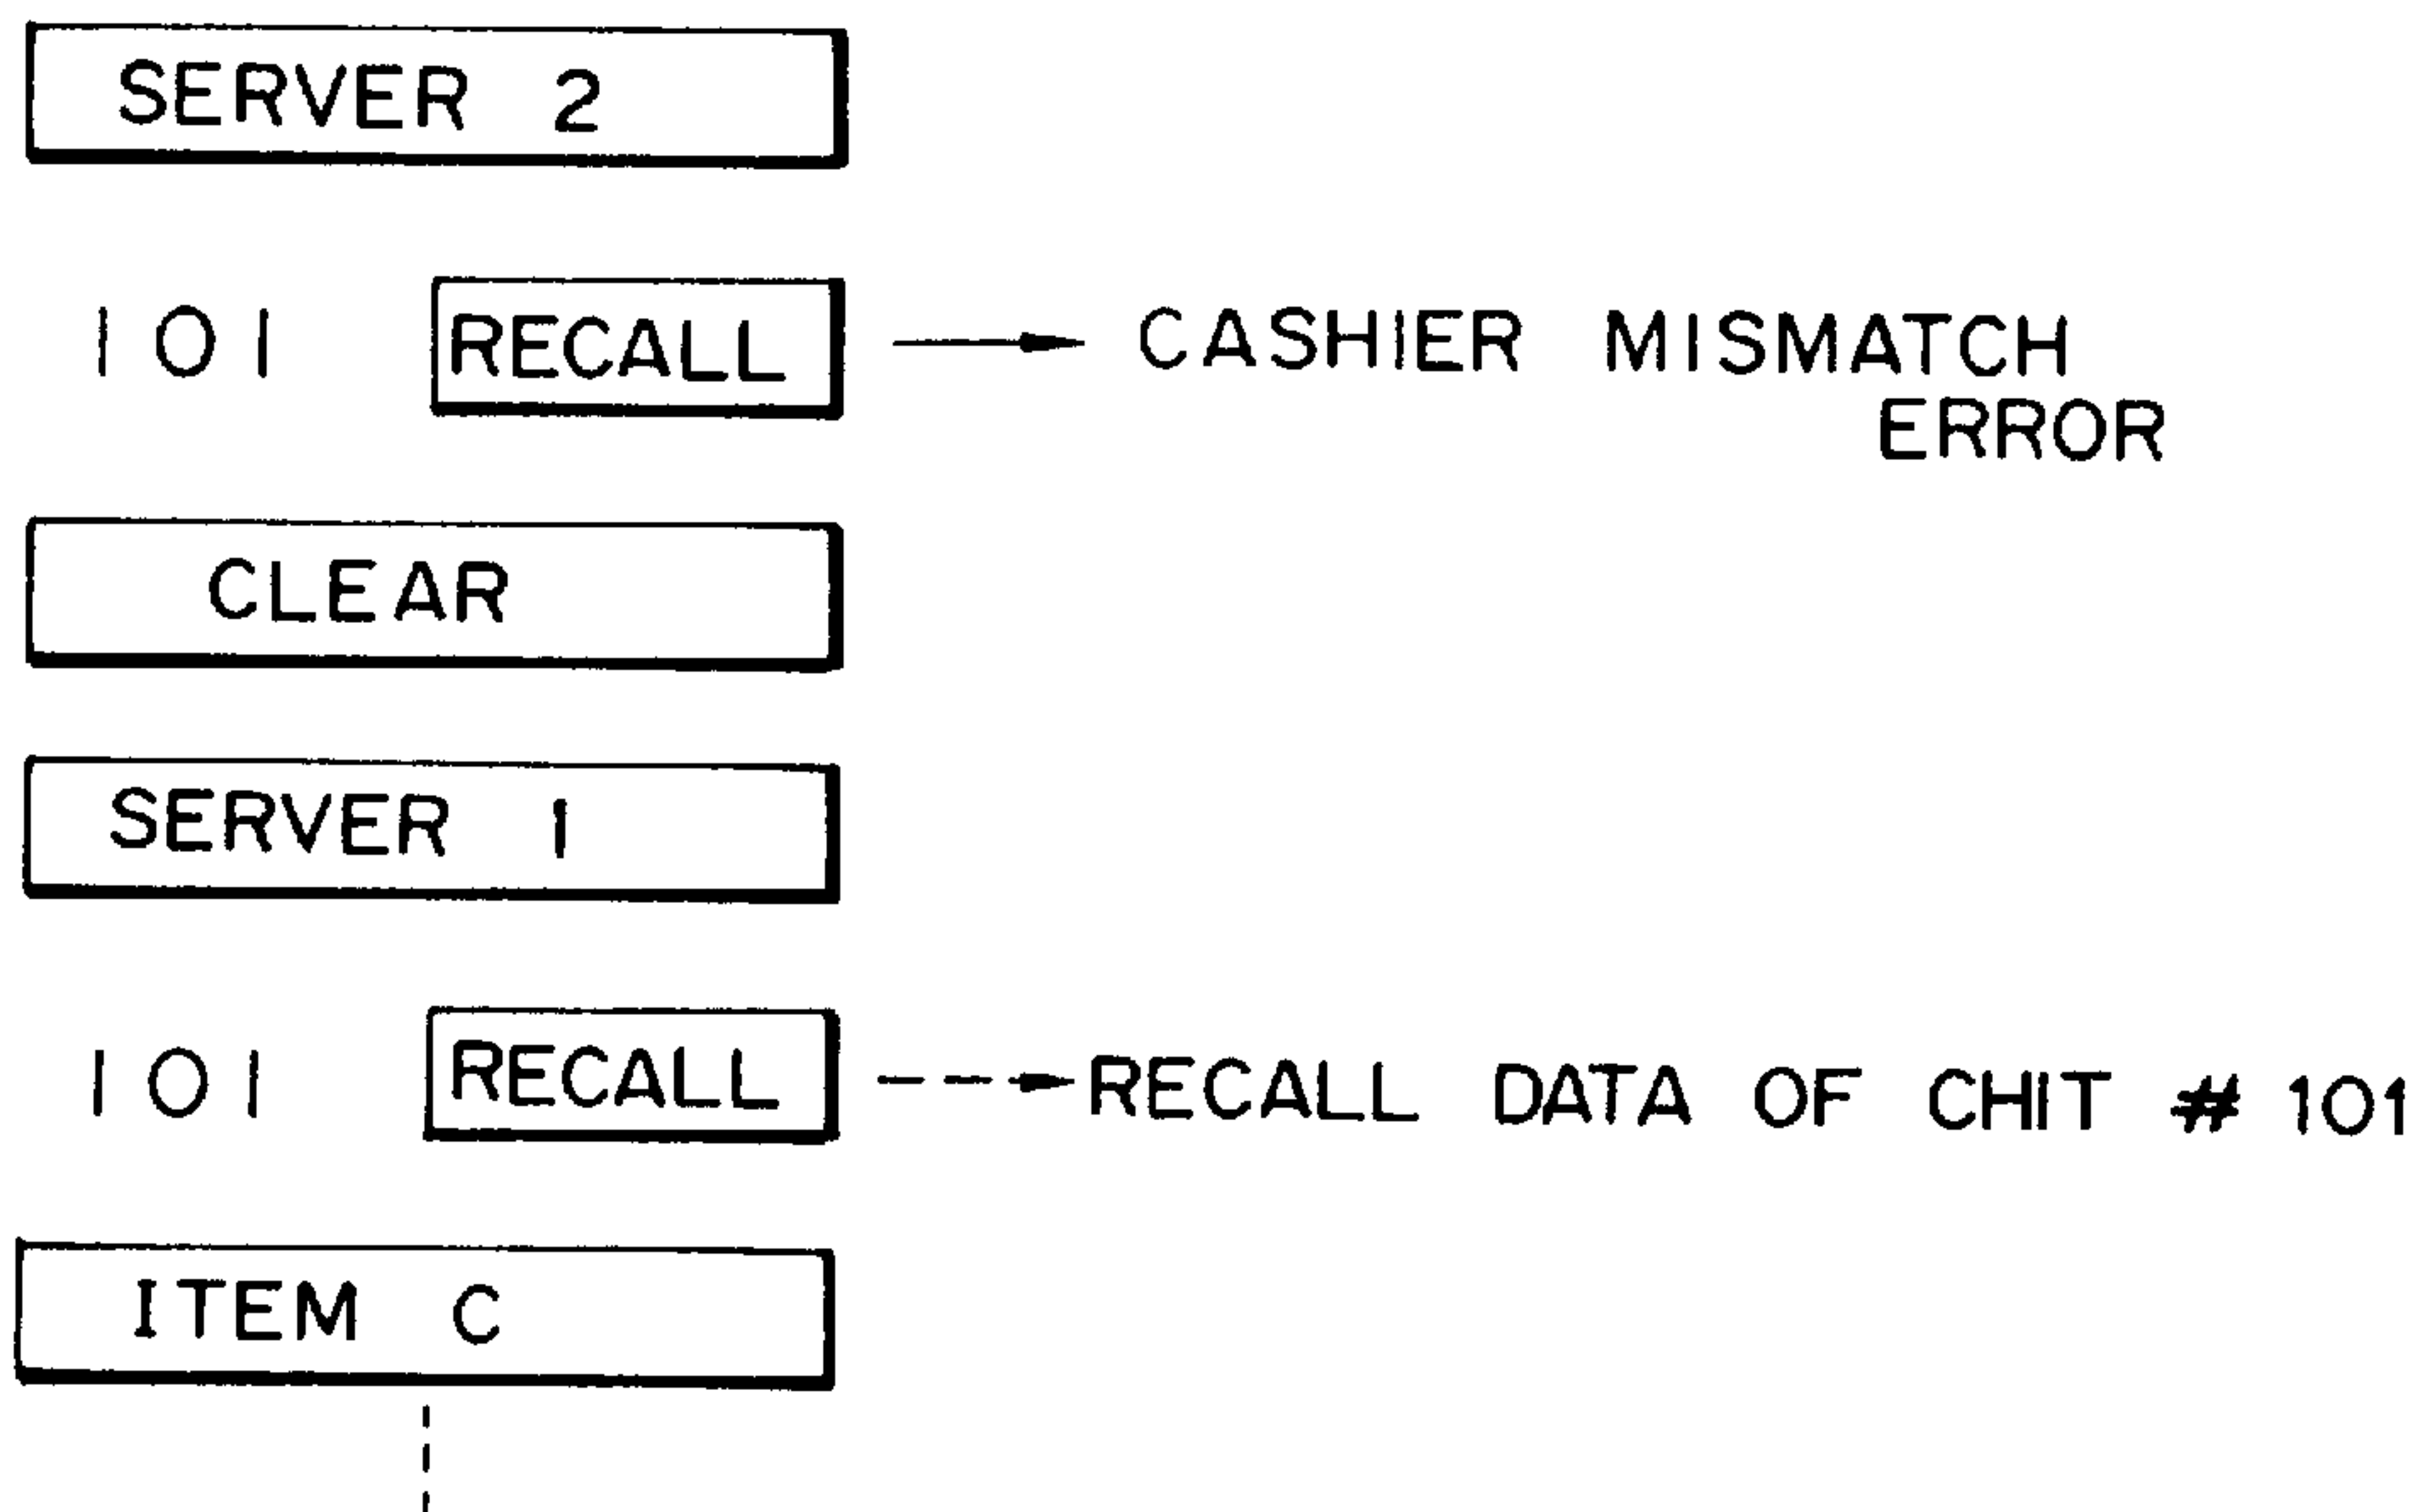 SERVER 2
101 RECALL CASHIER MISMATCH
ERROR
CLEAR
SERVER 1
101 RECALL RECALL DATA OF CHIT # 101
ITEM C